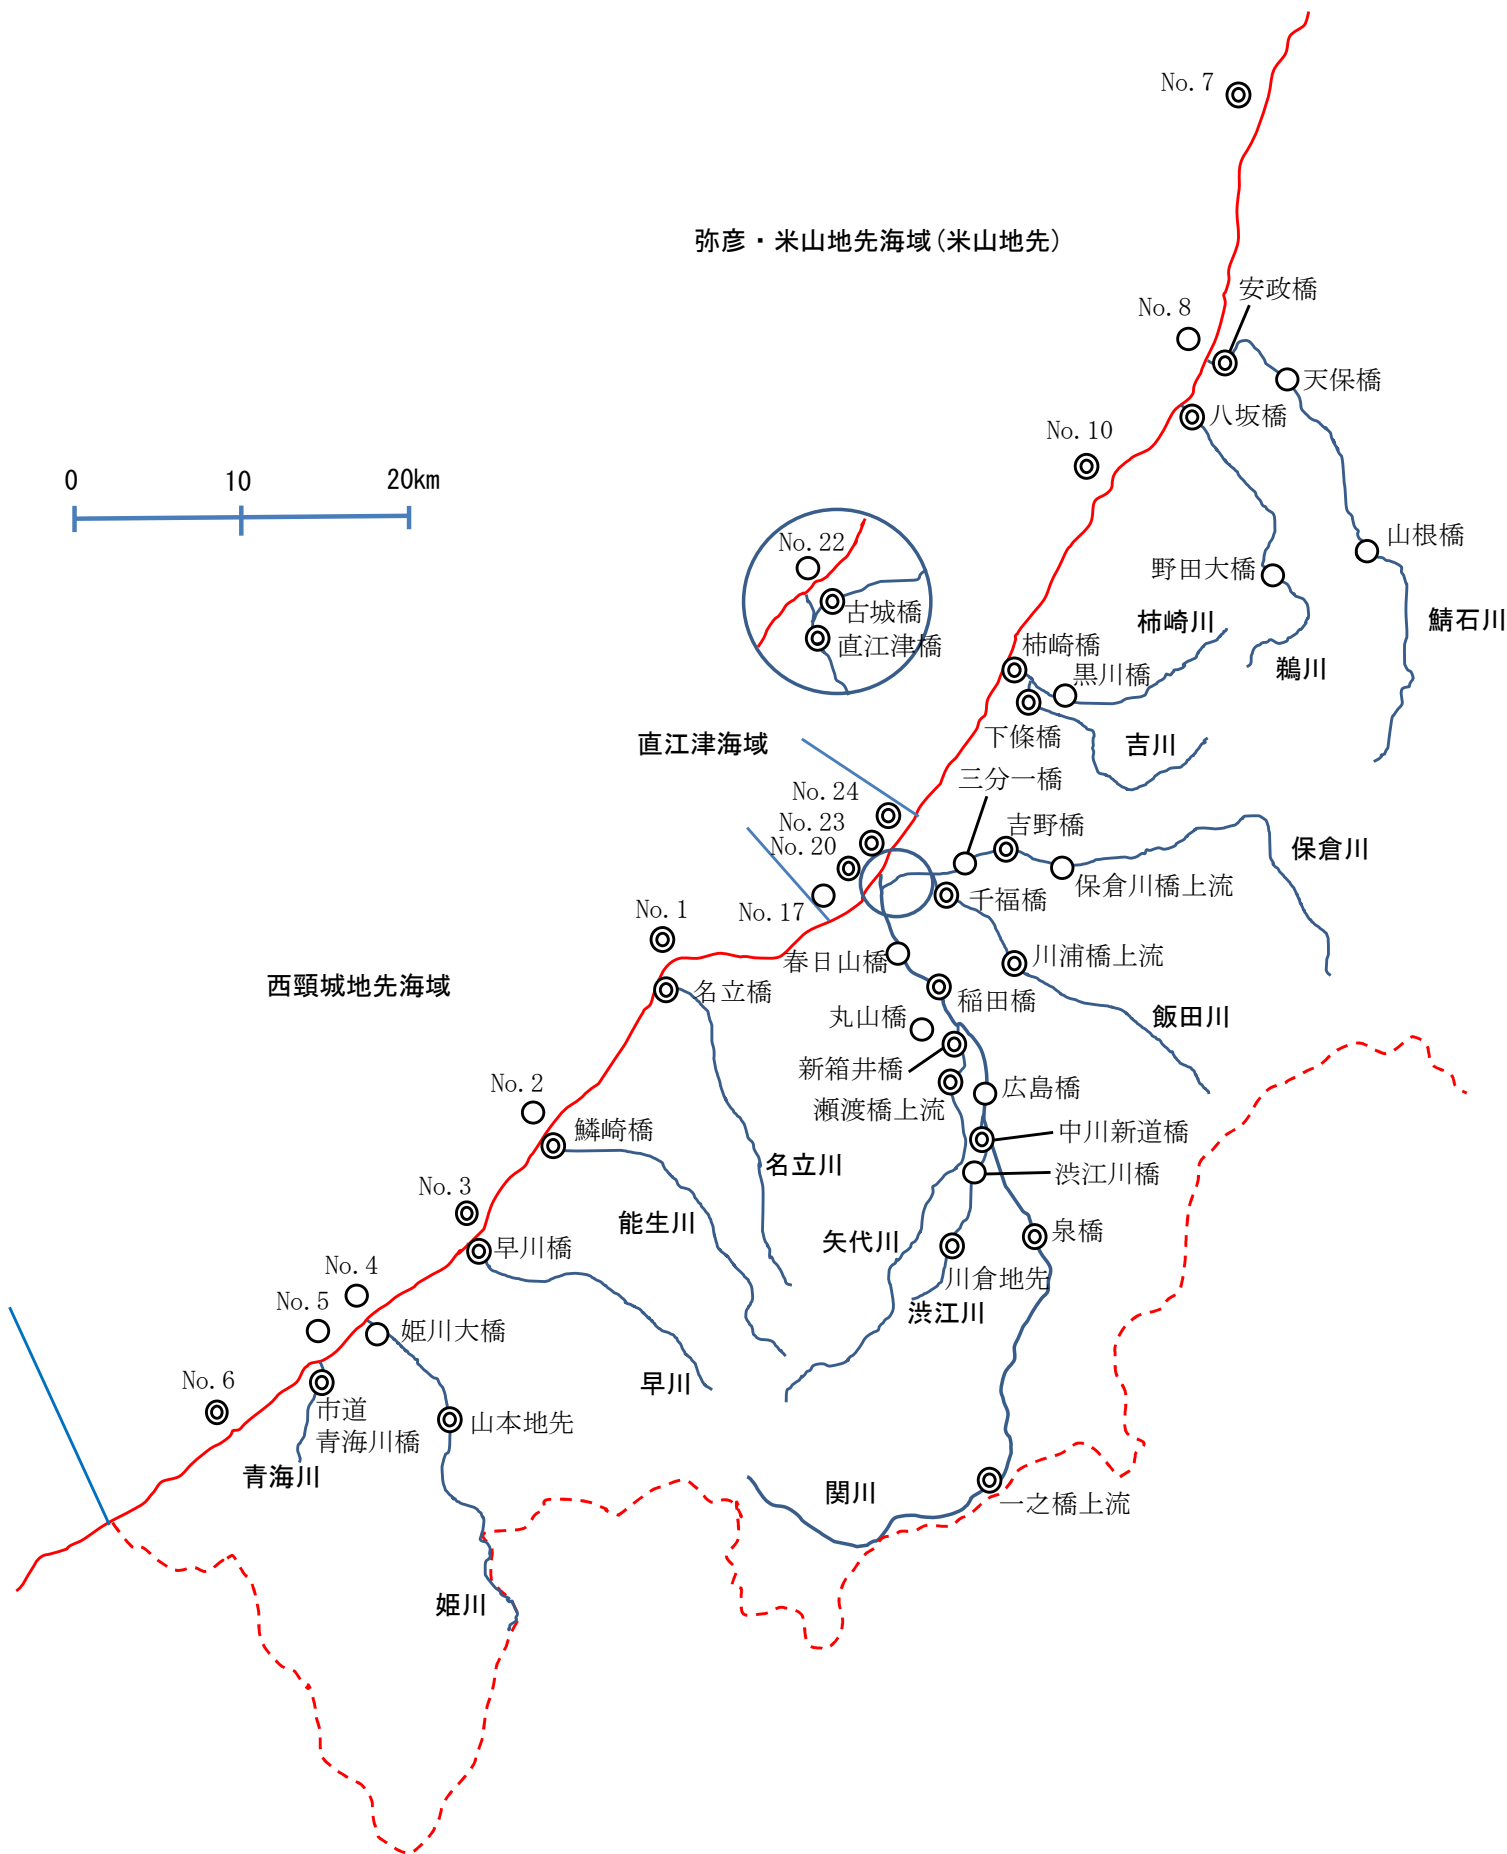 No.7
弥彦・米山地先海域(米山地先)
安政橋
No.8
天保橋
八坂橋
No.10
0
10
20km
山根橋
No.22
野田大橋
古城橋
柿崎川
鯖石川
直江津橋
柿崎橋
黒川橋
鵜川
下條橋
吉川
直江津海域
三分一橋
No.24
No.23
吉野橋
No.20
保倉川
保倉川橋上流
千福橋
No.17
No.1
春日山橋
川浦橋上流
西頸城地先海域
名立橋
稲田橋
丸山橋
飯田川
新箱井橋
No.2
広島橋
瀬渡橋上流
鱗崎橋
中川新道橋
名立川
渋江川橋
No.3
能生川
矢代川
泉橋
早川橋
No.4
川倉地先
No.5
渋江川
姫川大橋
No.6
早川
市道
青海川橋
山本地先
青海川
関川
一之橋上流
姫川